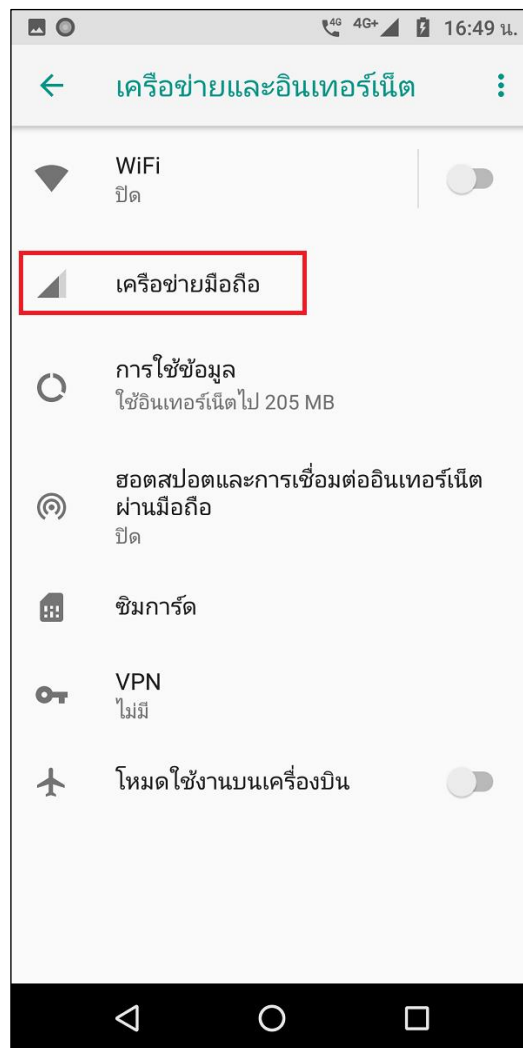 4G 4G+ 16:49 น.
เครือข่ายและอินเทอร์เน็ต
WiFi
ปิด
เครือข่ายมือถือ
การใช้ข้อมูล
ใช้อินเทอร์เน็ตไป 205 MB
ฮอตสปอตและการเชื่อมต่ออินเทอร์เน็ต
ผ่านมือถือ
ปิด
ซิมการ์ด
VPN
ไม่มี
โหมดใช้งานบนเครื่องบิน